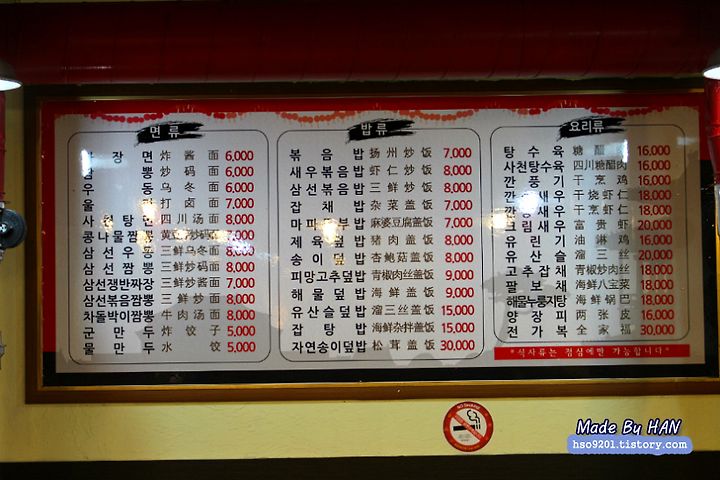 면 류
장 면 炸 酱 面 6,000
뽕 炒 码 面 6,000
우 동 乌 冬 面 6,000
울 打 卤 面 7,000
사 탕 면 四 川 汤 面 8,000
콩 나 물 짬 뽕 7,000
삼 선 우 동 三鲜乌冬面 8,000
삼 선 짬 뽕 三鲜炒码面 8,000
삼선쟁반짜장 三鲜炒酱面 7,000
삼선볶음짬뽕 三 鲜 炒 面 8,000
차돌박이짬뽕 牛 肉 汤 面 8,000
군 만 두 炸 饺 子 5,000
물 만 두 水 饺 5,000
밥 류
볶 음 밥 扬 州 炒 饭 7,000
새우볶음밥 虾 仁 炒 饭 8,000
삼선볶음밥 三 鲜 炒 饭 8,000
잡 채 밥 杂 菜 盖 饭 7,000
마 파 부 밥 麻婆豆腐盖饭 7,000
제 육 덮 밥 猪 肉 盖 饭 8,000
송 이 덮 밥 杏鲍菇盖饭 8,000
피망고추덮밥 青椒肉丝盖饭 9,000
해 물 덮 밥 海 鲜 盖 饭 9,000
유산슬덮밥 溜三丝盖饭 15,000
잡 탕 밥 海鲜杂拌盖饭 15,000
자연송이덮밥 松 茸 盖 饭 30,000
요리류
탕 수 육 糖 醋 16,000
사천탕수육 四川糖醋肉 16,000
깐 풍 기 干 烹 鸡 16,000
깐 새우 干 烧 虾 仁 18,000
깐 새우 干 烹 虾 仁 18,000
크 림 새 우 富 贵 虾 20,000
유 린 기 油 淋 鸡 16,000
유 산 슬 溜 三 丝 20,000
고 추 잡 채 青椒炒肉丝 18,000
팔 보 채 海鲜八宝菜 18,000
해물누룽지탕 海 鲜 锅 巴 18,000
양 장 피 两 张 皮 16,000
전 가 복 全 家 福 30,000
*식사류는 점심에만 가능합니다*
NO SMOKING
Made By HAN
hso9201.tistory.com